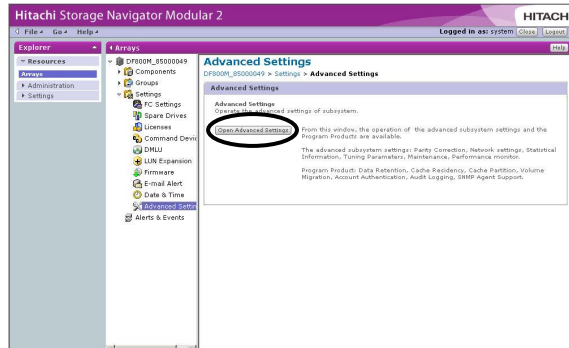 Hitachi Storage Navigator Modular 2
HITACH
File Go Help
Logged in as: system Close Logout
Explorer
Resources
Arrays
Administration
Settings
Arrays
Help
DF800M_85000049
Components
Groups
Settings
FC Settings
Spare Drives
Licenses
Command Devic
DMLU
LUN Expansion
Firmware
E-mail Alert
Date & Time
Advanced Settin
Alerts & Events
Advanced Settings
DF800M_85000049 > Settings > Advanced Settings
Advanced Settings
Advanced Settings
Operate the advanced settings of subsystem.
Open Advanced Settings
From this window, the operation of the advanced subsystem settings and the
Program Products are available.
The advanced subsystem settings: Parity Correction, Network settings, Statistical
Information, Tuning Parameters, Maintenance, Performance monitor.
Program Product: Data Retention, Cache Residency, Cache Partition, Volume
Migration, Account Authentication, Audit Logging, SNMP Agent Support.